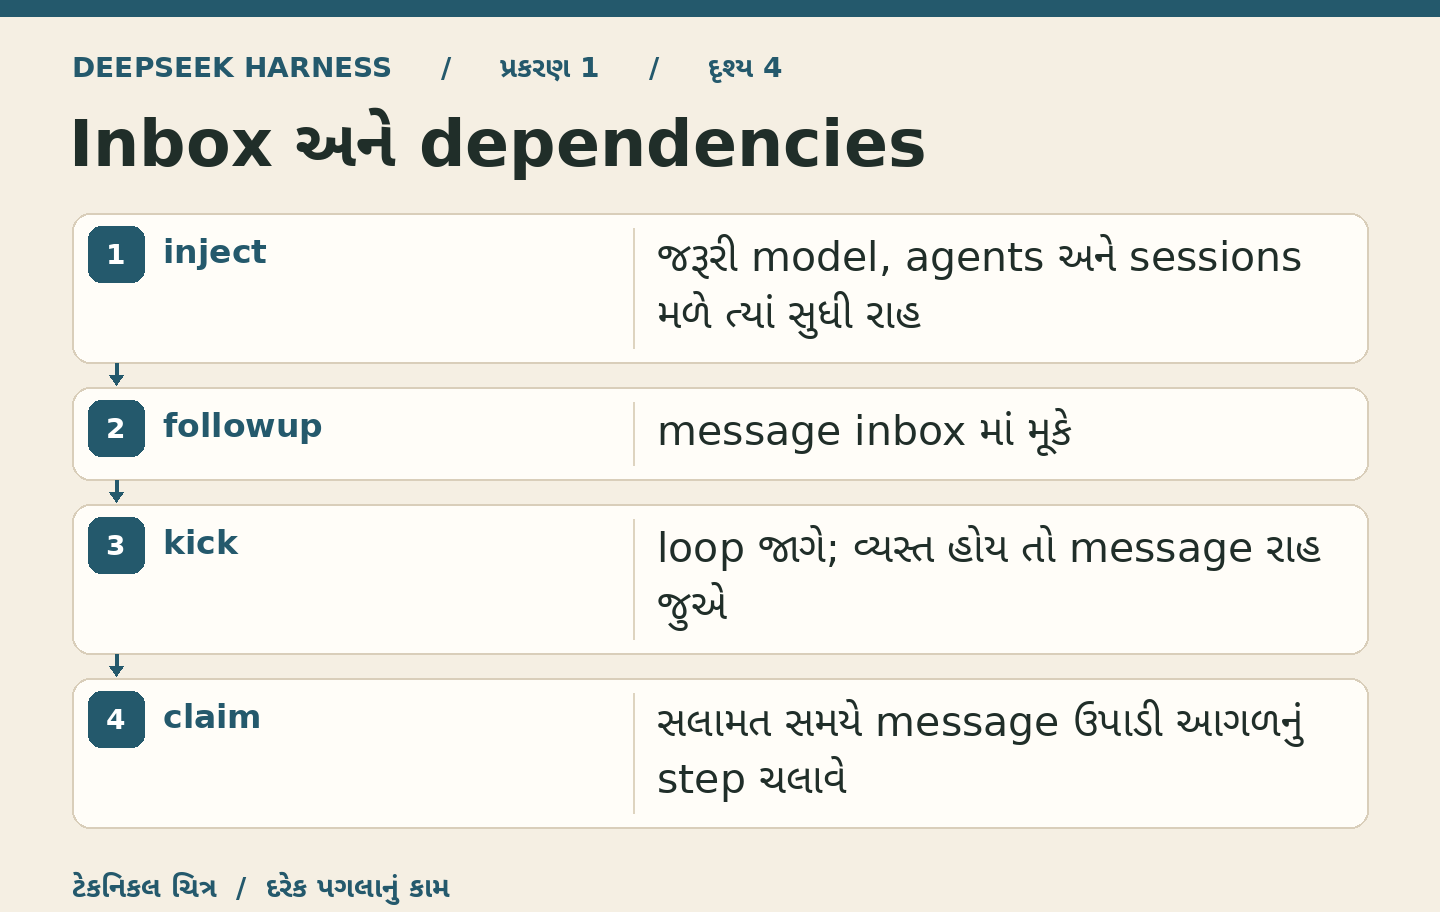 DEEPSEEK HARNESS / પ્રકરણ 1 / દૃશ્ય 4
Inbox અને dependencies
1 inject
જરૂરી model, agents અને sessions
મળે ત્યાં સુધી રાહ
2 followup
message inbox માં મૂકે
3 kick
loop જાગે; વ્યસ્ત હોય તો message રાહ
જુએ
4 claim
સલામત સમયે message ઉપાડી આગળનું
step ચલાવે
ટેકનિકલ ચિત્ર / દરેક પગલાનું કામ